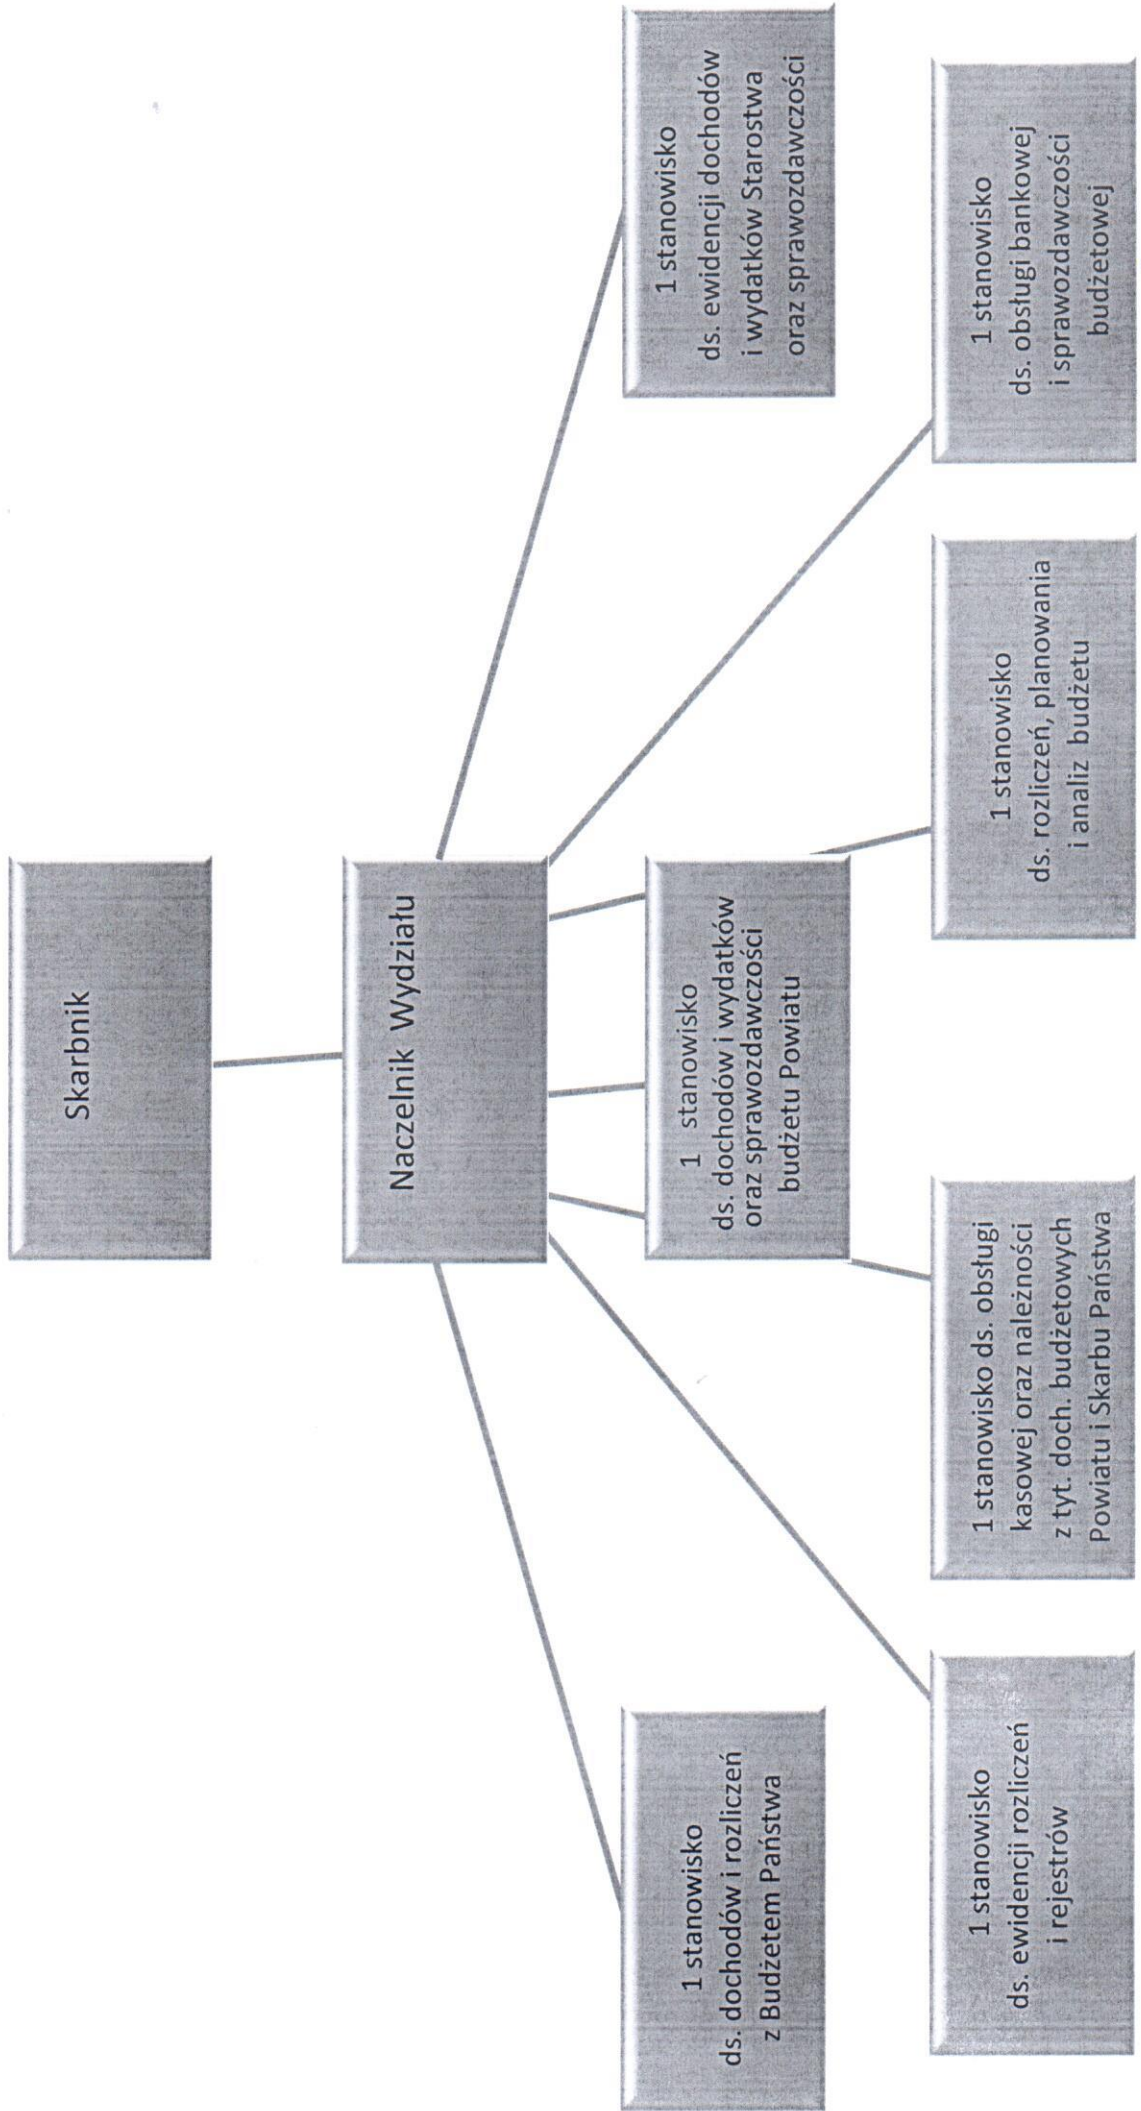 Skarbnik
Naczelnik Wydziału
1 stanowisko
ds. dochodów i rozliczeń
z Budżetem Państwa
1 stanowisko
ds. dochodów i wydatków
oraz sprawozdawczości
budżetu Powiatu
1 stanowisko
ds. ewidencji dochodów
i wydatków Starostwa
oraz sprawozdawczości
1 stanowisko
ds. ewidencji rozliczeń
i rejestrów
1 stanowisko ds. obsługi
kasowej oraz należności
z tyt. doch. budżetowych
Powiatu i Skarbu Państwa
1 stanowisko
ds. rozliczeń, planowania
i analiz budżetu
1 stanowisko
ds. obsługi bankowej
i sprawozdawczości
budżetowej